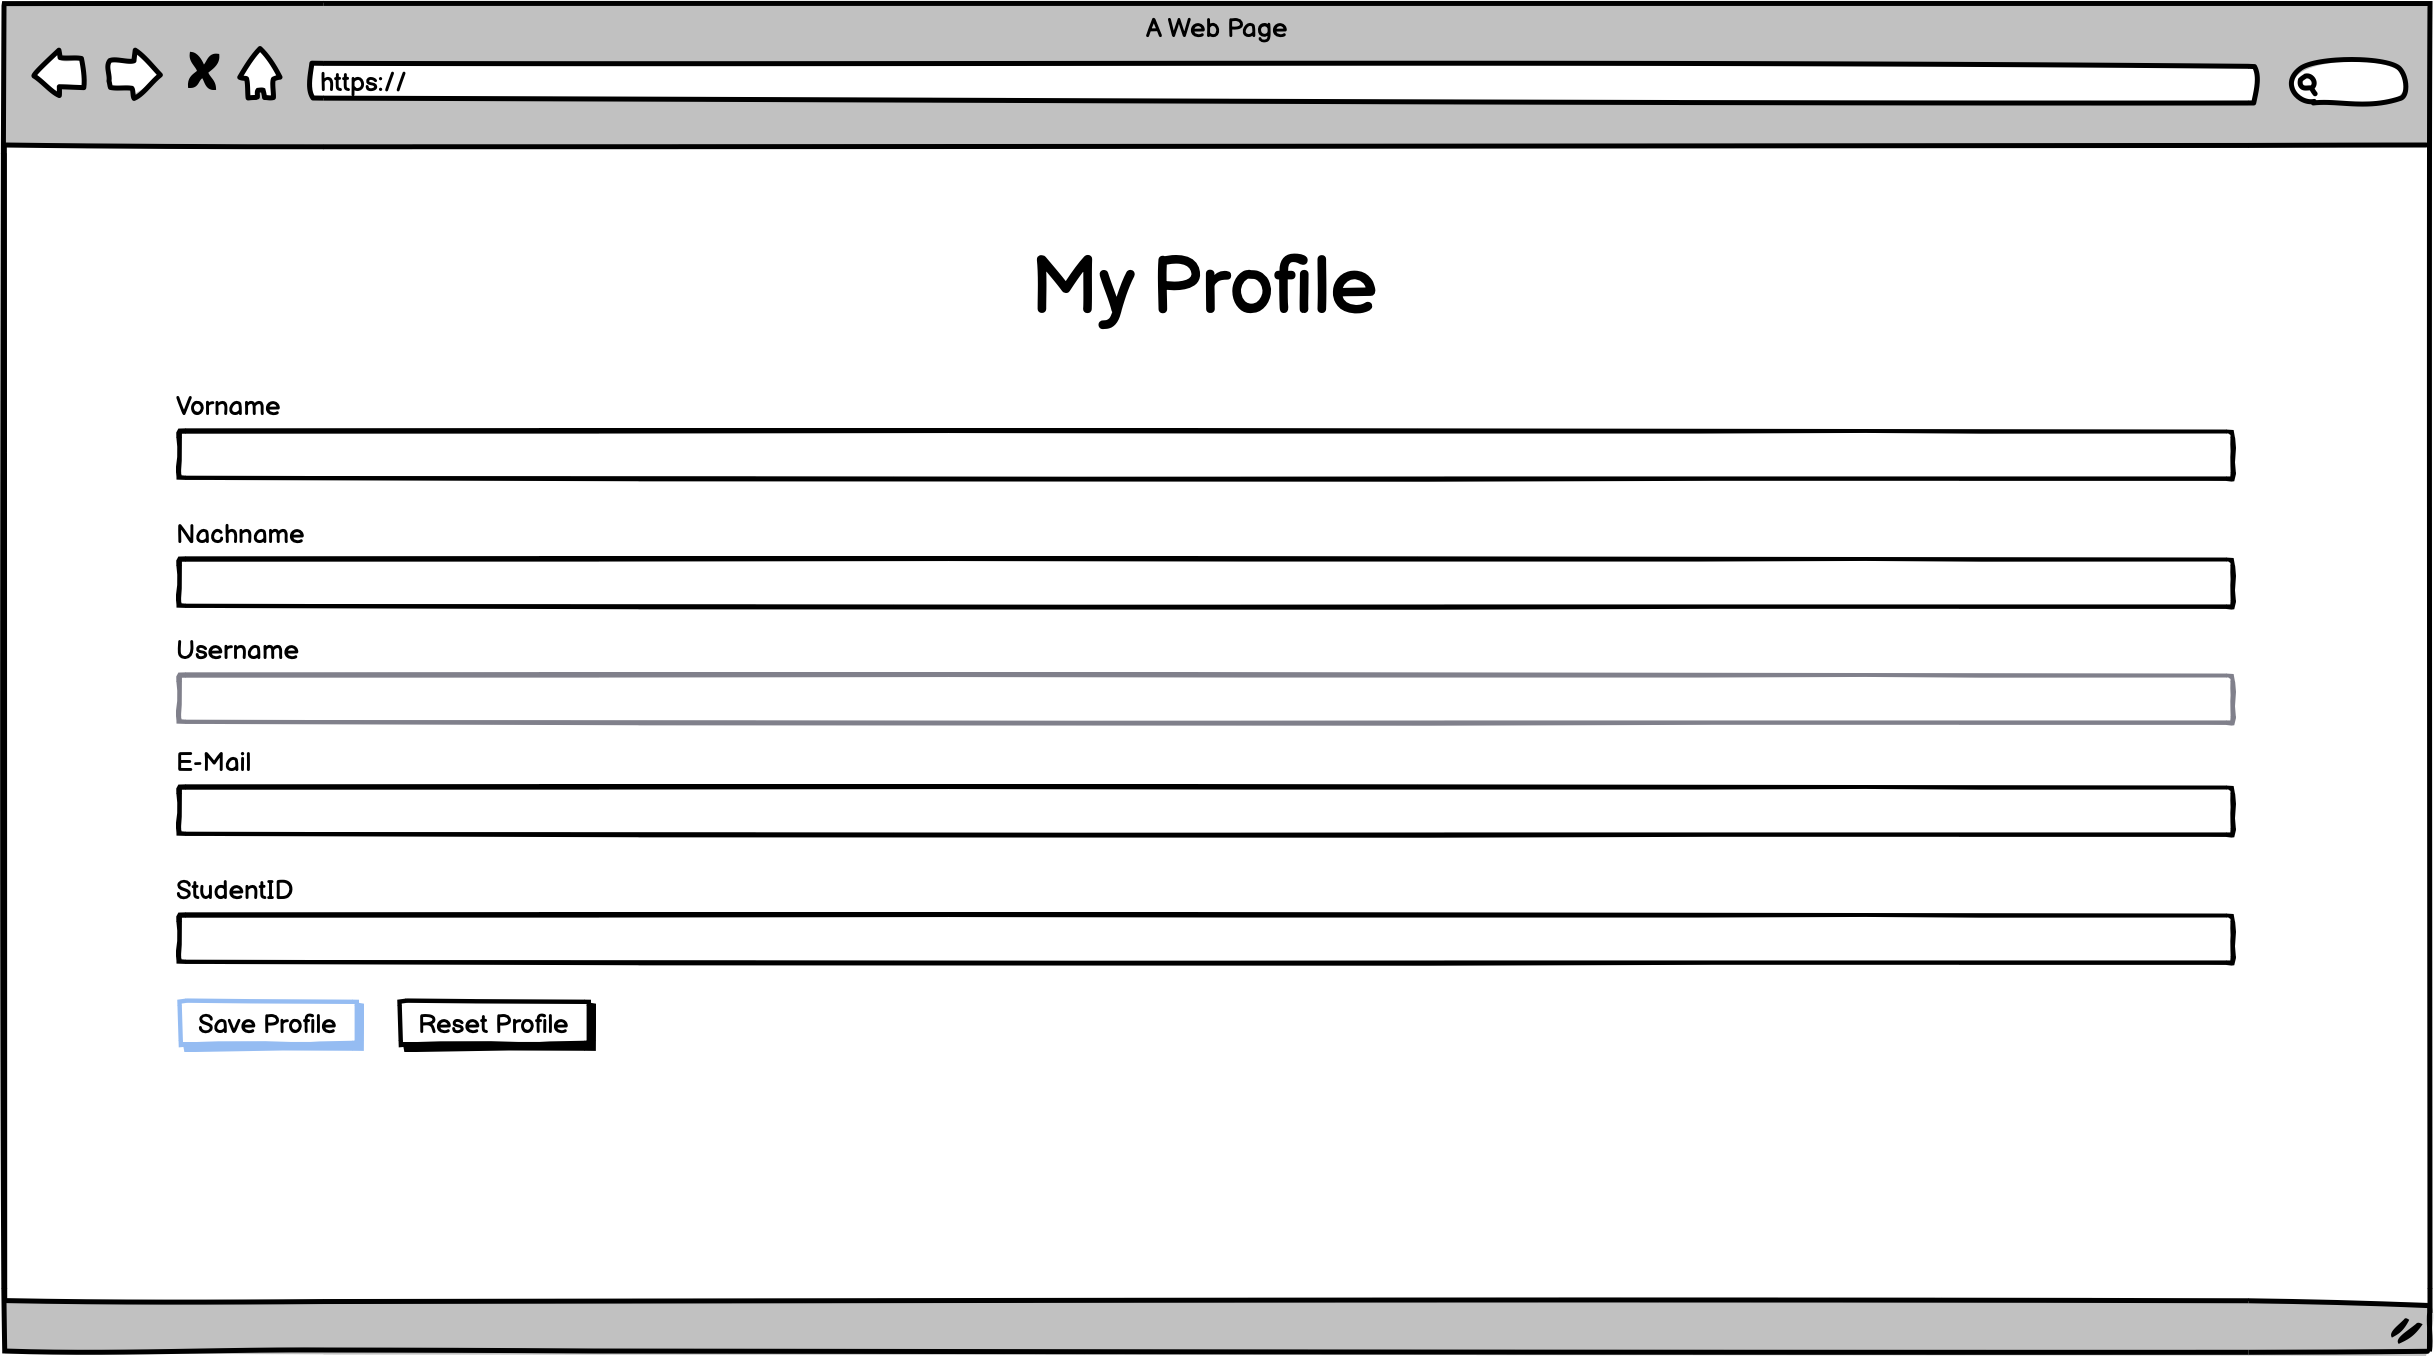 A Web Page
https://
My Profile
Vorname
Nachname
Username
E-Mail
StudentID
Save Profile
Reset Profile